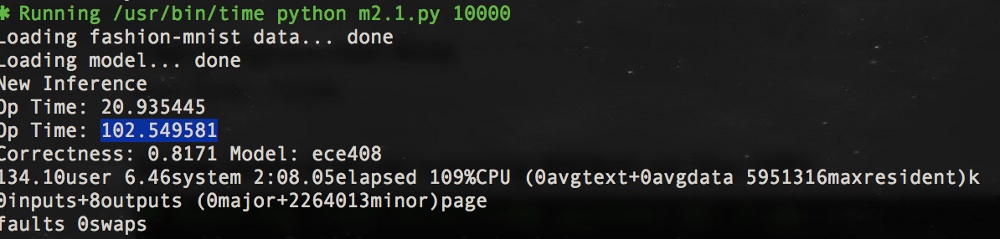 ✱ Running /usr/bin/time python m2.1.py 10000
Loading fashion-mnist data... done
Loading model... done
New Inference
Op Time: 20.935445
Op Time: 102.549581
Correctness: 0.8171 Model: ece408
134.10user 6.46system 2:08.05elapsed 109%CPU (0avgtext+0avgdata 5951316maxresident)k
0inputs+8outputs (0major+2264013minor)page
faults 0swaps